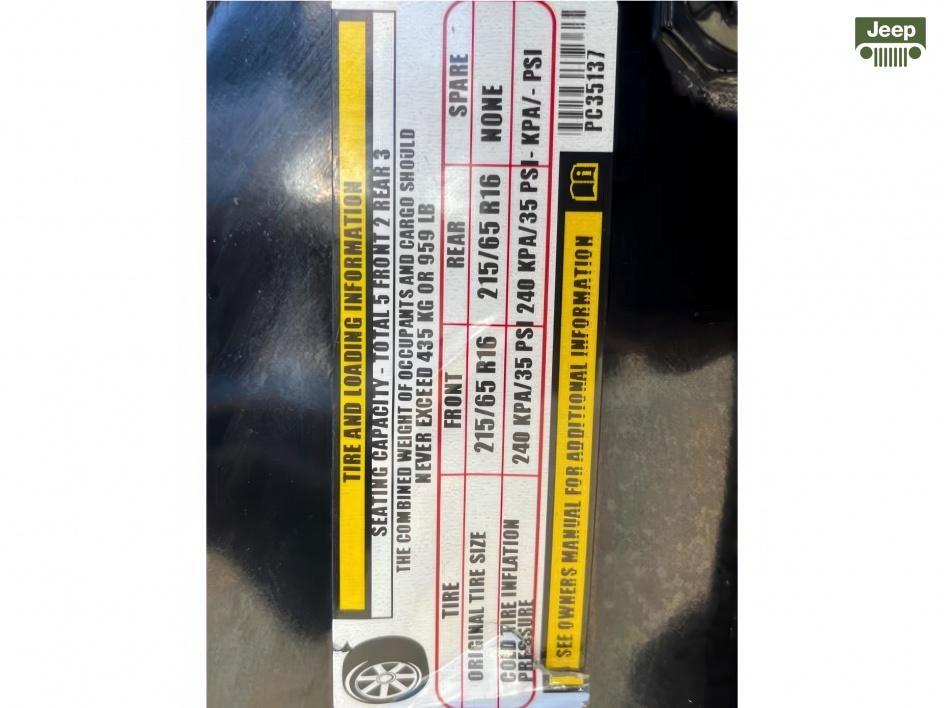 Jeep
TIRE AND LOADING INFORMATION
SEATING CAPACITY - TOTAL 5 FRONT 2 REAR 3
THE COMBINED WEIGHT OF OCCUPANTS AND CARGO SHOULD
NEVER EXCEED 435 KG OR 959 LB
TIRE FRONT REAR SPARE
ORIGINAL TIRE SIZE 215/65 R16 215/65 R16 NONE
COLD TIRE INFLATION
PRESSURE 240 KPA/35 PSI 240 KPA/35 PSI - KPA/- PSI
SEE OWNERS MANUAL FOR ADDITIONAL INFORMATION
PC35137